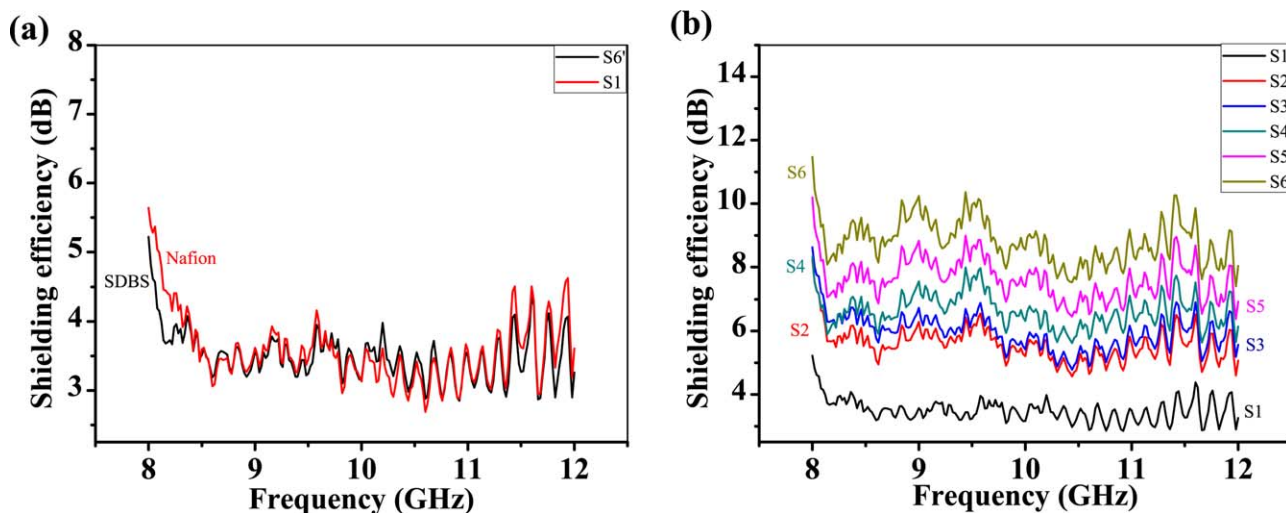 (a)
Shielding efficiency (dB)
8
7
6
5
4
3
S6'
S1
Nafion
SDBS
8
9
10
11
12
Frequency (GHz)
(b)
Shielding efficiency (dB)
14
12
10
8
6
4
S1
S2
S3
S4
S5
S6
S6
S4
S2
S5
S3
S1
8
9
10
11
12
Frequency (GHz)